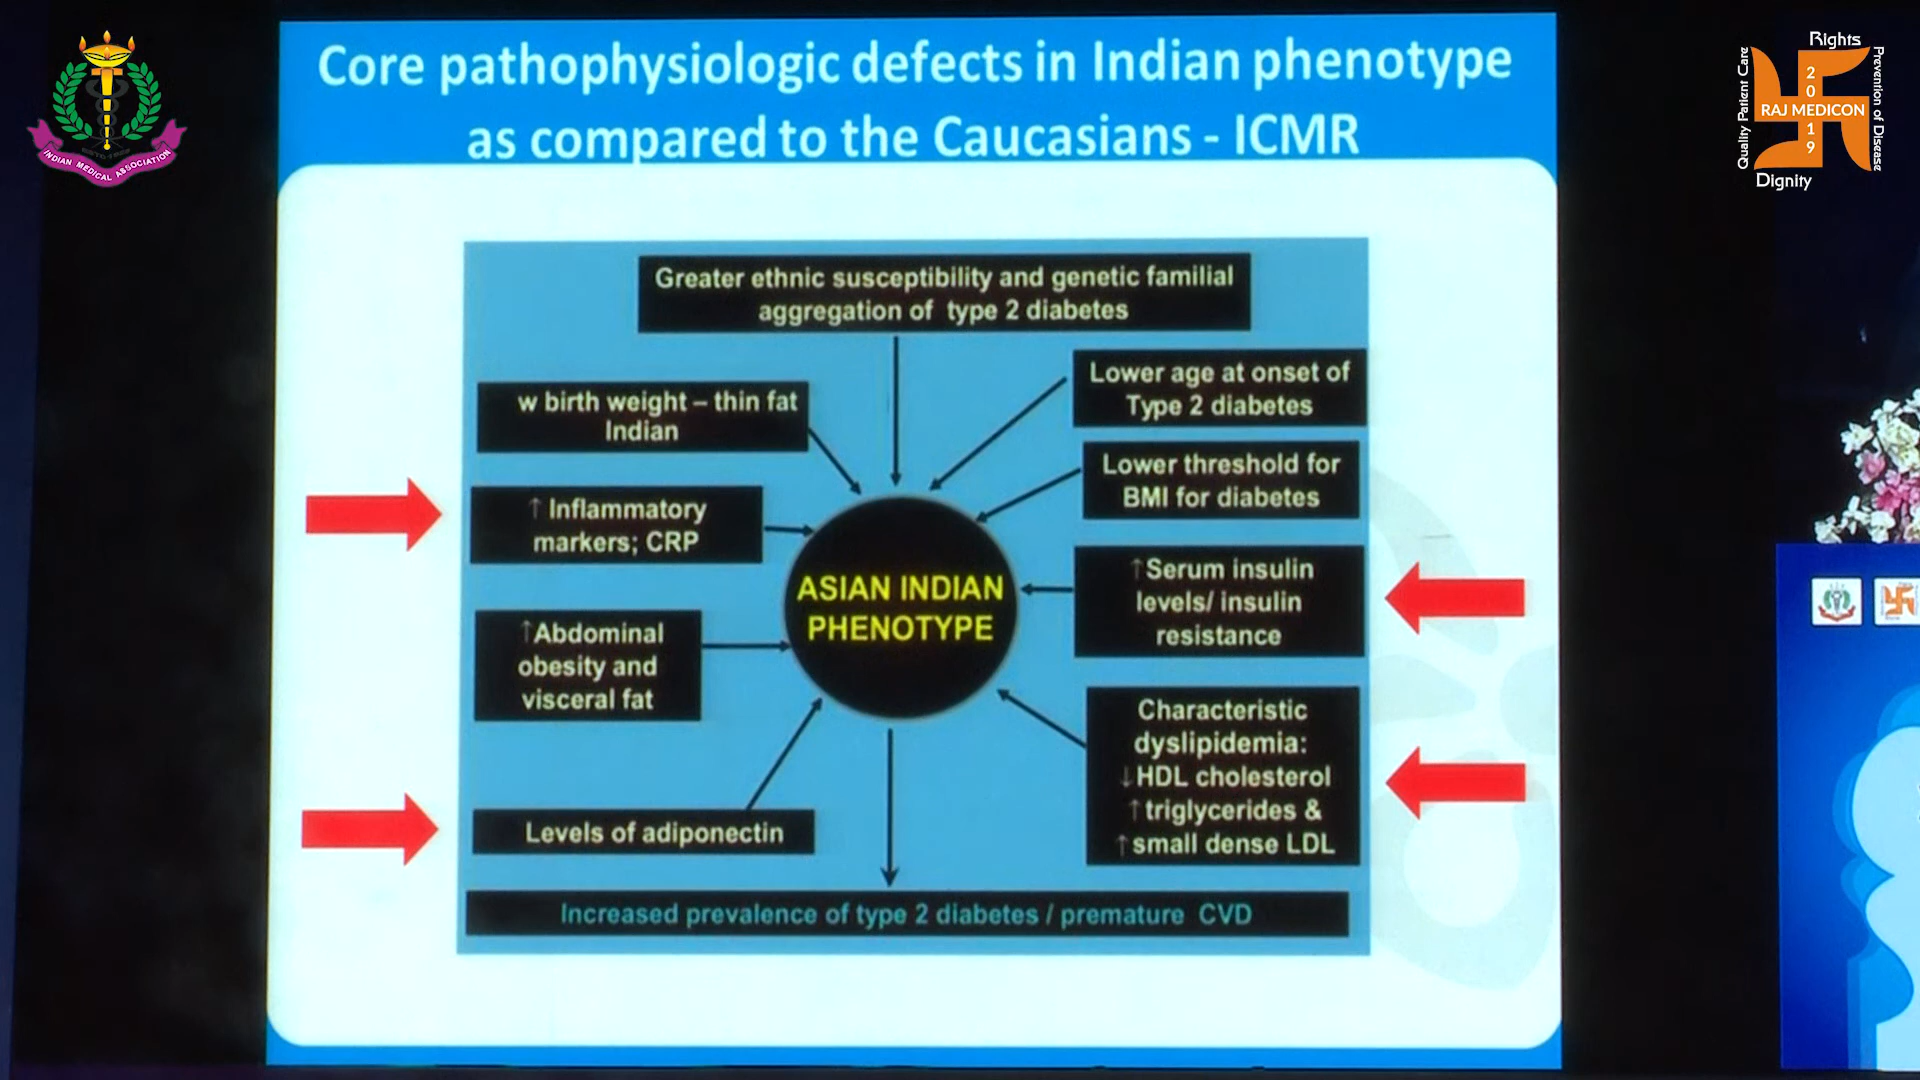 Core pathophysiologic defects in Indian phenotype
as compared to the Caucasians - ICMR
Greater ethnic susceptibility and genetic familial
aggregation of type 2 diabetes
w birth weight – thin fat
Indian
↑ Inflammatory
markers; CRP
↑Abdominal
obesity and
visceral fat
Levels of adiponectin
ASIAN INDIAN
PHENOTYPE
Lower age at onset of
Type 2 diabetes
Lower threshold for
BMI for diabetes
↑Serum insulin
levels/ insulin
resistance
Characteristic
dyslipidemia:
↓HDL cholesterol
↑triglycerides &
↑small dense LDL
Increased prevalence of type 2 diabetes / premature CVD
INDIAN MEDICAL ASSOCIATION
Rights
Quality Patient Care
2019
RAJ MEDICON
Prevention of Disease
Dignity